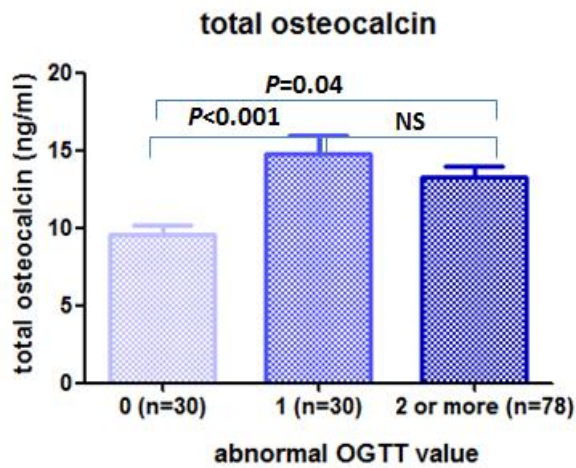 total osteocalcin
total osteocalcin (ng/ml)
20
15
10
5
0
P=0.04
P<0.001
NS
0 (n=30)
1 (n=30)
2 or more (n=78)
abnormal OGTT value